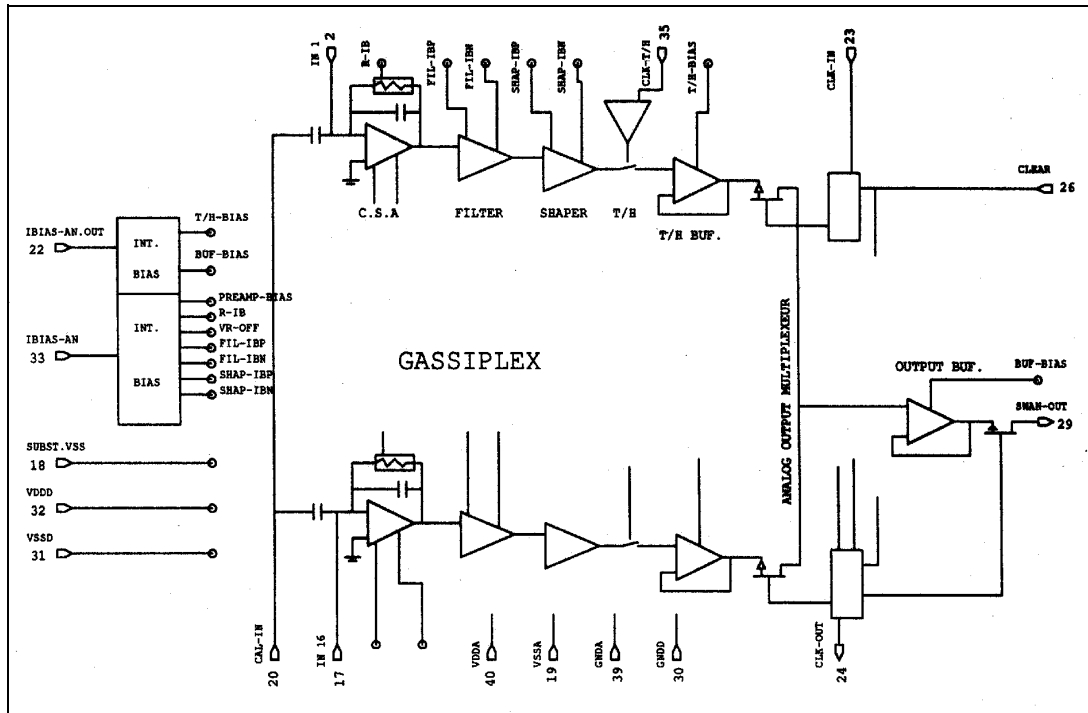 IN 1
2
R-IB
FIL-IBP
FIL-IBN
SHAP-IBP
SHAP-IBN
CLK-T/H
35
T/H-BIAS
CLK-IN
23
CLEAR
26
C.S.A
FILTER
SHAPER
T/H
T/H BUF.
IBIAS-AN.OUT
22
INT.
BIAS
T/H-BIAS
BUF-BIAS
IBIAS-AN
33
INT.
BIAS
PREAMP-BIAS
R-IB
VR-OFF
FIL-IBP
FIL-IBN
SHAP-IBP
SHAP-IBN
GASSIPLEX
ANALOG OUTPUT MULTIPLEXEUR
OUTPUT BUF.
BUF-BIAS
SWAN-OUT
29
SUBST.VSS
18
VDDD
32
VSSD
31
CAL-IN
20
IN 16
17
VDDA
40
VSSA
19
GNDA
39
GNDD
30
CLK-OUT
24